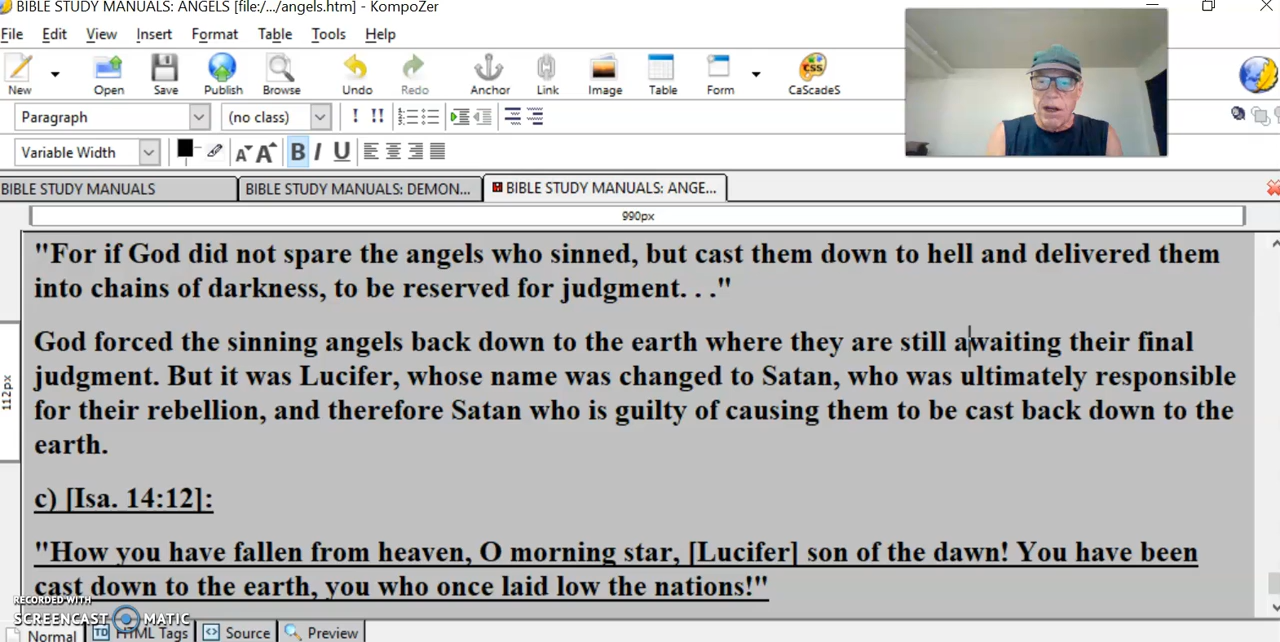 BIBLE STUDY MANUALS: ANGELS [file:/.../angels.htm] - KompoZer
File Edit View Insert Format Table Tools Help
New Open Save Publish Browse Undo Redo Anchor Link Image Table Form CaScadeS
Paragraph (no class) ! !!
Variable Width A A B I U
BIBLE STUDY MANUALS BIBLE STUDY MANUALS: DEMON... BIBLE STUDY MANUALS: ANGE...
990px
"For if God did not spare the angels who sinned, but cast them down to hell and delivered them
into chains of darkness, to be reserved for judgment. . ."
God forced the sinning angels back down to the earth where they are still awaiting their final
judgment. But it was Lucifer, whose name was changed to Satan, who was ultimately responsible
112px
for their rebellion, and therefore Satan who is guilty of causing them to be cast back down to the
earth.
c) [Isa. 14:12]:
"How you have fallen from heaven, O morning star, [Lucifer] son of the dawn! You have been
cast down to the earth, you who once laid low the nations!"
RECORDED WITH
SCREENCAST MATIC
Normal TD HTML Tags <> Source Preview